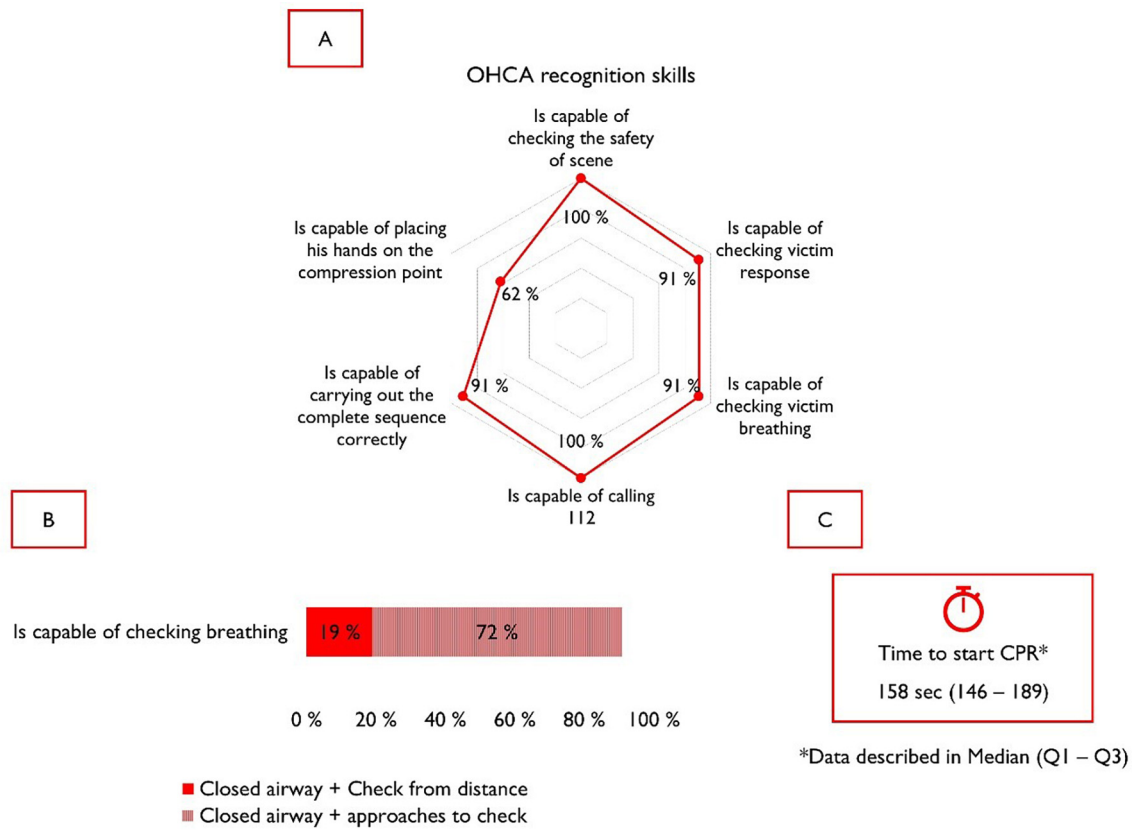 A
OHCA recognition skills
Is capable of
checking the safety
of scene
100 %
Is capable of
checking victim
response
91 %
Is capable of placing
his hands on the
compression point
62 %
Is capable of
carrying out the
complete sequence
correctly
91 %
91 %
Is capable of
checking victim
breathing
100 %
Is capable of calling
112
B
Is capable of checking breathing
19 %
72 %
0 %
20 %
40 %
60 %
80 %
100 %
Closed airway + Check from distance
Closed airway + approaches to check
C
Time to start CPR*
158 sec (146 – 189)
*Data described in Median (Q1 – Q3)